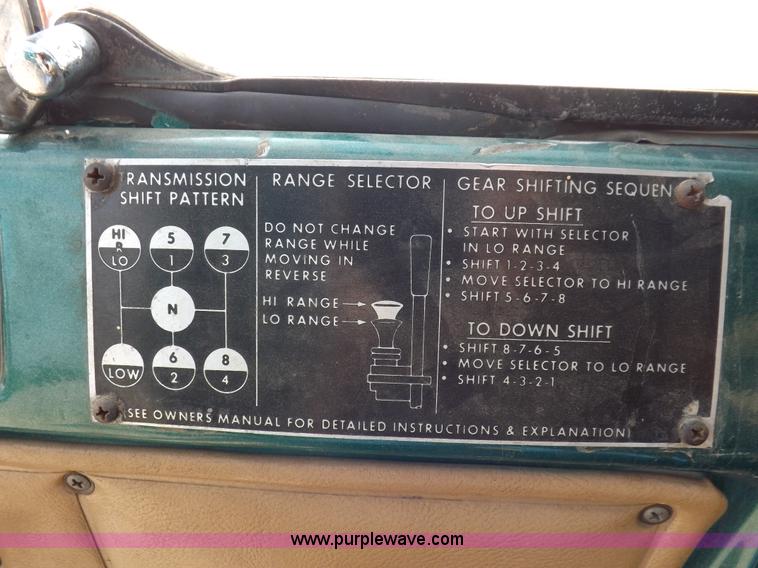 TRANSMISSION
SHIFT PATTERN
HI
R
LO
5
1
7
3
N
LOW
6
2
8
4
RANGE SELECTOR
DO NOT CHANGE
RANGE WHILE
MOVING IN
REVERSE
HI RANGE
LO RANGE
GEAR SHIFTING SEQUEN
TO UP SHIFT
• START WITH SELECTOR
IN LO RANGE
• SHIFT 1-2-3-4
• MOVE SELECTOR TO HI RANGE
• SHIFT 5-6-7-8
TO DOWN SHIFT
• SHIFT 8-7-6-5
• MOVE SELECTOR TO LO RANGE
• SHIFT 4-3-2-1
(SEE OWNERS MANUAL FOR DETAILED INSTRUCTIONS & EXPLANATION)
www.purplewave.com